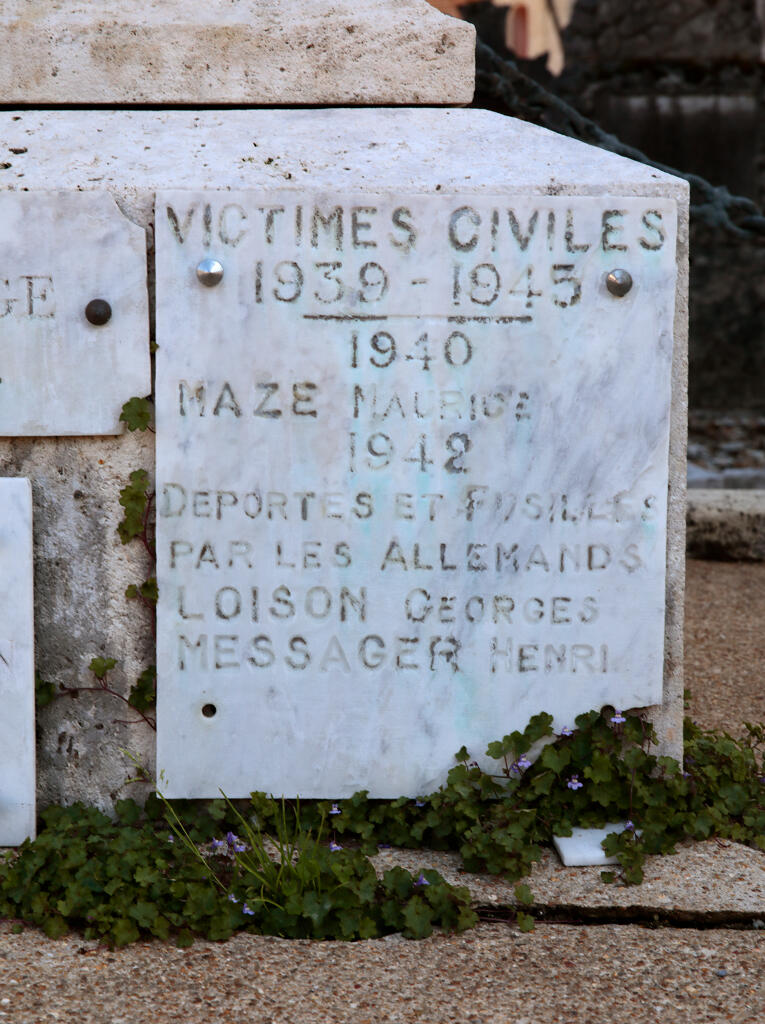 VICTIMES CIVILES
1939 - 1945
1940
MAZE MAURICE
1942
DEPORTES ET FUSILLES
PAR LES ALLEMANDS
LOISON GEORGES
MESSAGER HENRI